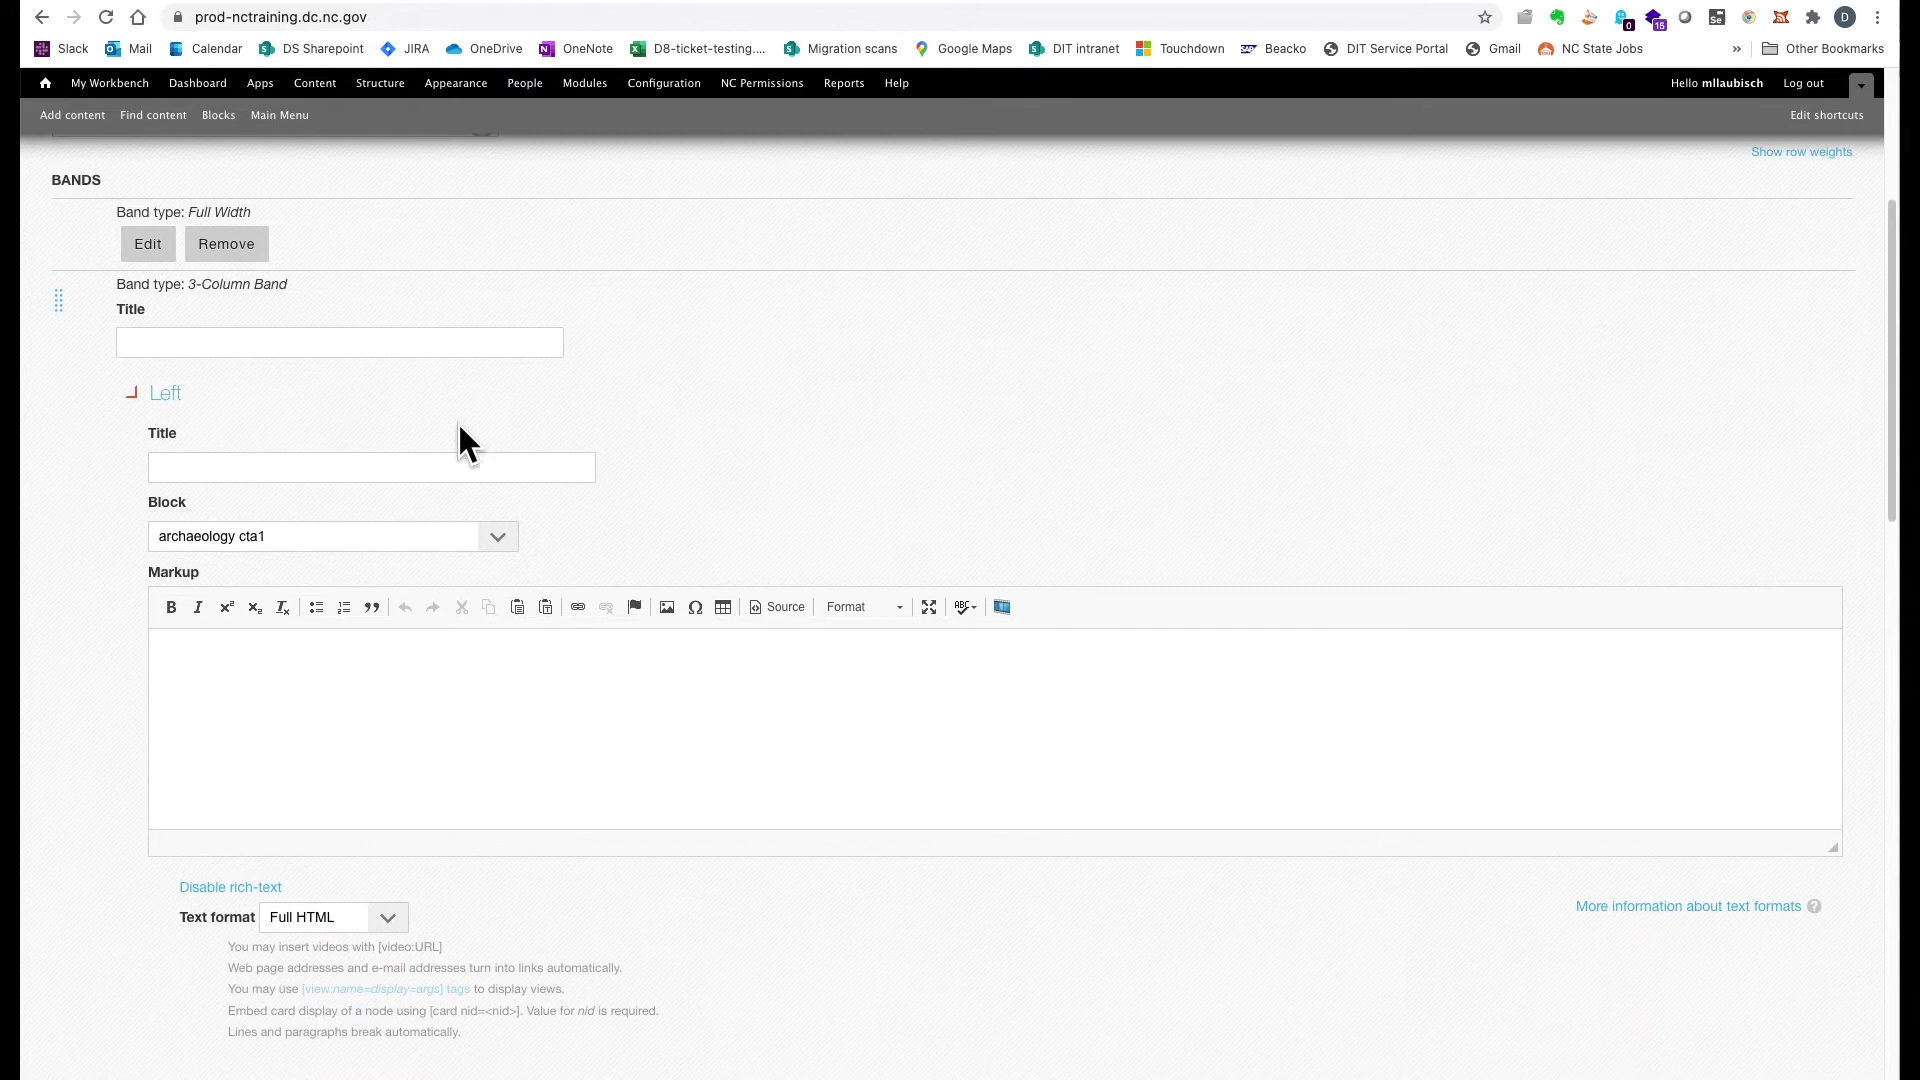 prod-nctraining.dc.nc.gov
Se
0
15
D
Slack Mail Calendar DS Sharepoint JIRA OneDrive OneNote D8-ticket-testing.... Migration scans Google Maps DIT intranet Touchdown Beacko DIT Service Portal Gmail NC State Jobs » Other Bookmarks
My Workbench Dashboard Apps Content Structure Appearance People Modules Configuration NC Permissions Reports Help Hello mllaubisch Log out
Add content Find content Blocks Main Menu Edit shortcuts
Show row weights
BANDS
Band type: Full Width
Edit Remove
Band type: 3-Column Band
Title
Left
Title
Block
archaeology cta1
Markup
B I x² x₂ Tx Ω Source Format ABC
Disable rich-text
Text format Full HTML
More information about text formats ?
You may insert videos with [video:URL]
Web page addresses and e-mail addresses turn into links automatically.
You may use [view:name=display=args] tags to display views.
Embed card display of a node using [card nid=<nid>]. Value for nid is required.
Lines and paragraphs break automatically.